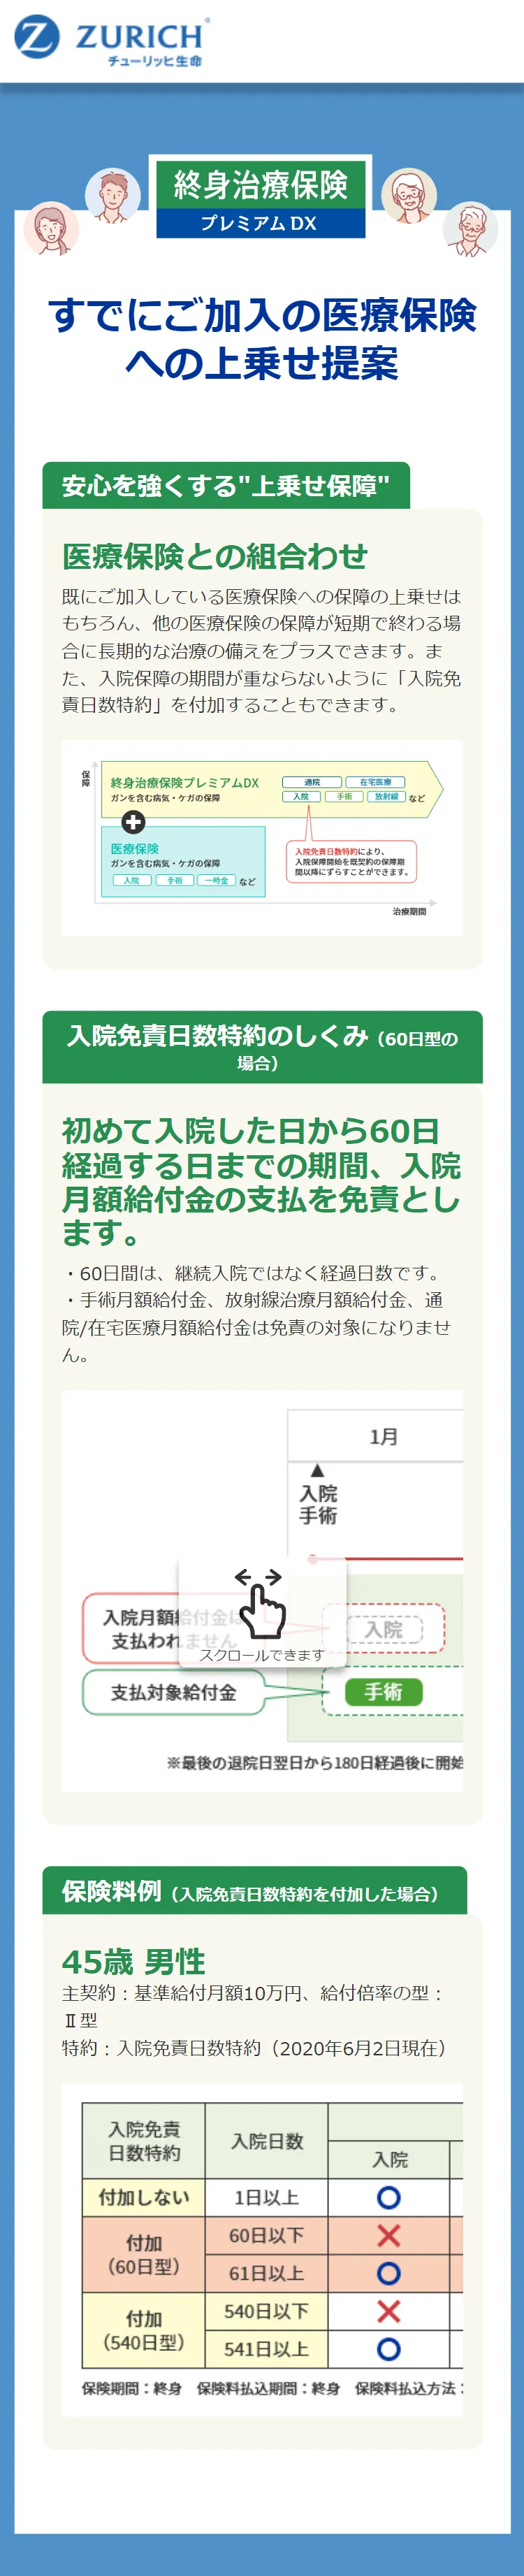 ZURICH
チューリッヒ生命
終身治療保険
プレミアムDX
すでにご加入の医療保険
への上乗せ提案
安心を強くする"上乗せ保障"
医療保険との組合わせ
既にご加入している医療保険への保障の上乗せは
もちろん、他の医療保険の保障が短期で終わる場
合に長期的な治療の備えをプラスできます。ま
た、入院保障の期間が重ならないように「入院免
責日数特約」を付加することもできます。
保障
終身治療保険プレミアムDX
ガンを含む病気・ケガの保障
通院 在宅医療
入院 手術 放射線 など
医療保険
ガンを含む病気・ケガの保障
入院 手術 一時金 など
入院免責日数特約により、
入院保障開始を既契約の保障期
間以降にずらすことができます。
治療期間
入院免責日数特約のしくみ（60日型の
場合）
初めて入院した日から60日
経過する日までの期間、入院
月額給付金の支払を免責とし
ます。
・60日間は、継続入院ではなく経過日数です。
・手術月額給付金、放射線治療月額給付金、通
院/在宅医療月額給付金は免責の対象になりませ
ん。
1月
▲
入院
手術
入院月額給付金は
支払われません
入院
スクロールできます
支払対象給付金
手術
※最後の退院日翌日から180日経過後に開始
保険料例（入院免責日数特約を付加した場合）
45歳 男性
主契約：基準給付月額10万円、給付倍率の型：
Ⅱ型
特約：入院免責日数特約（2020年6月2日現在）
入院免責
日数特約
入院日数
入院
付加しない 1日以上 〇
付加
（60日型）
60日以下 ×
61日以上 〇
付加
（540日型）
540日以下 ×
541日以上 〇
保険期間：終身 保険料払込期間：終身 保険料払込方法：